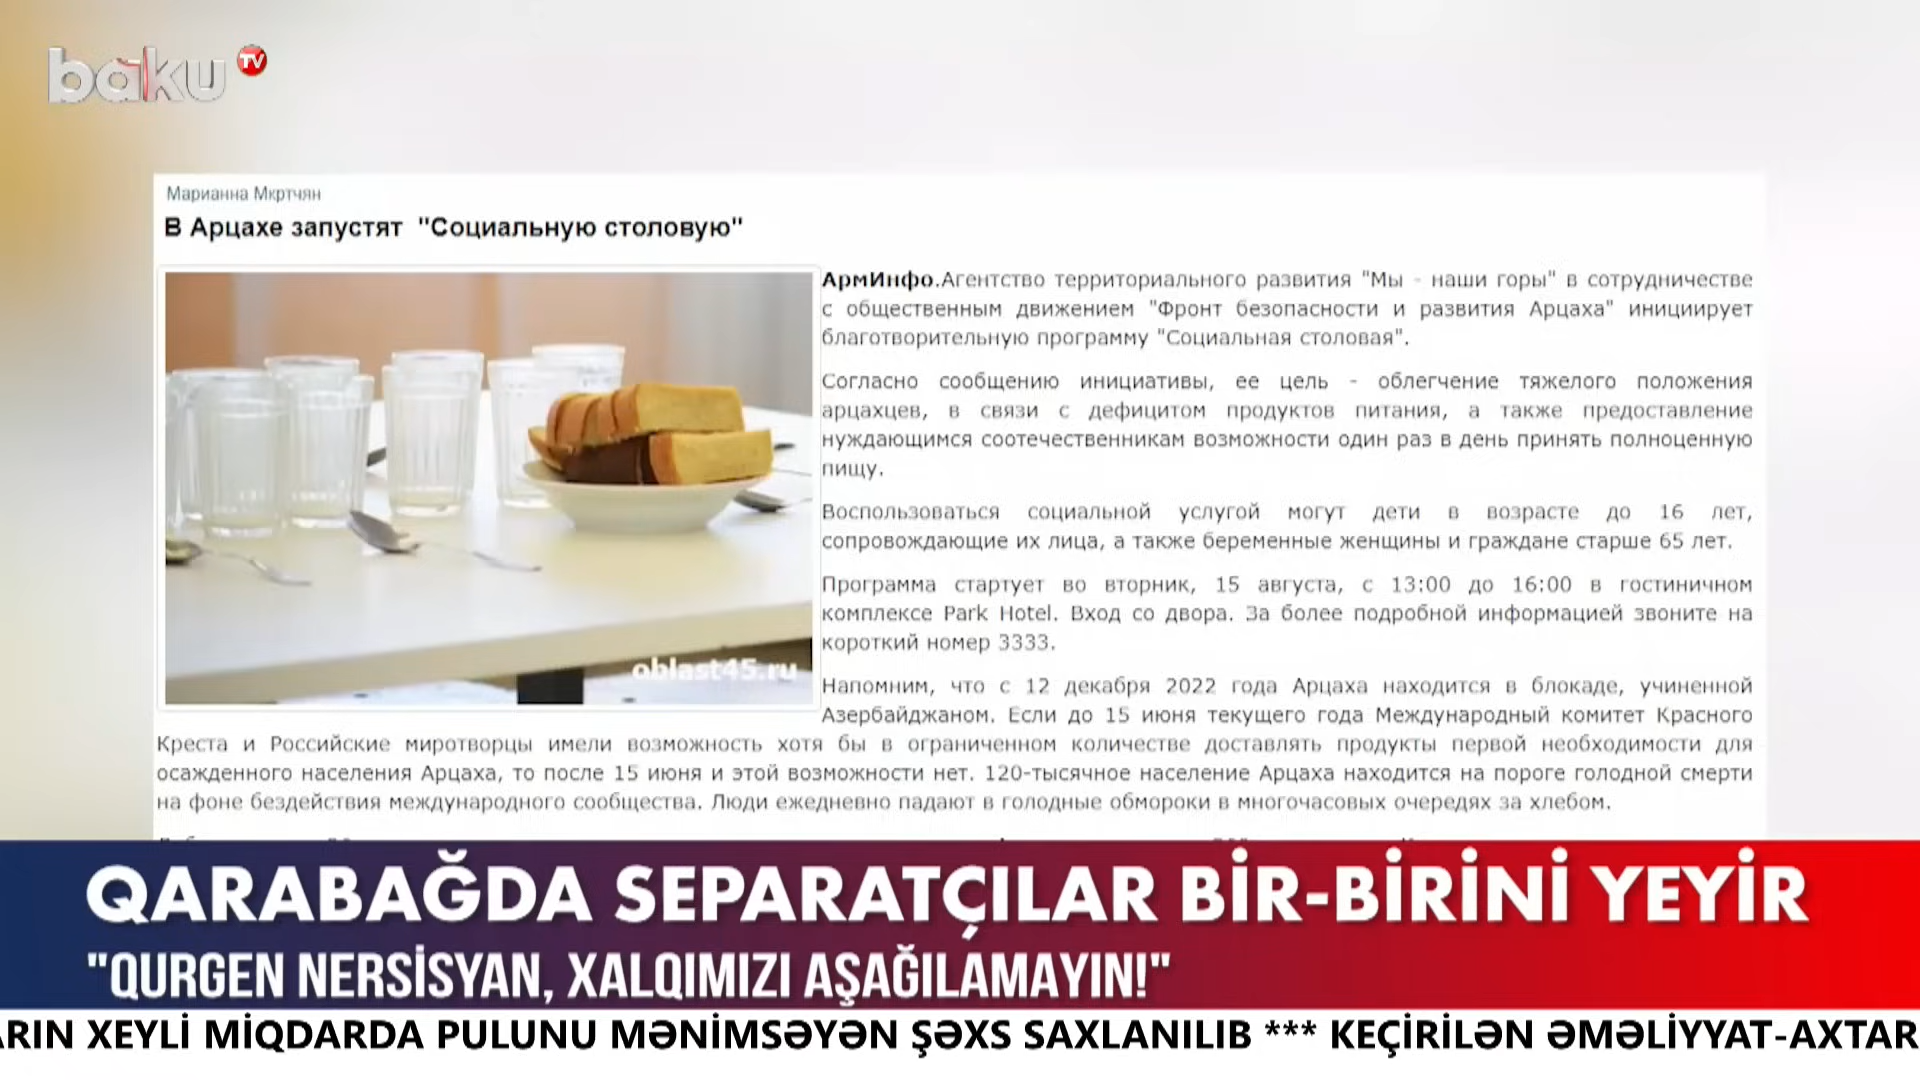 baku TV
Марианна Мкртчян
В Арцахе запустят "Социальную столовую"
АрмИнфо.Агентство территориального развития "Мы - наши горы" в сотрудничестве
с общественным движением "Фронт безопасности и развития Арцаха" инициирует
благотворительную программу "Социальная столовая".
Согласно сообщению инициативы, ее цель - облегчение тяжелого положения
арцахцев, в связи с дефицитом продуктов питания, а также предоставление
нуждающимся соотечественникам возможности один раз в день принять полноценную
пищу.
Воспользоваться социальной услугой могут дети в возрасте до 16 лет,
сопровождающие их лица, а также беременные женщины и граждане старше 65 лет.
Программа стартует во вторник, 15 августа, с 13:00 до 16:00 в гостиничном
комплексе Park Hotel. Вход со двора. За более подробной информацией звоните на
короткий номер 3333.
oblast45.ru
Напомним, что с 12 декабря 2022 года Арцаха находится в блокаде, учиненной
Азербайджаном. Если до 15 июня текущего года Международный комитет Красного
Креста и Российские миротворцы имели возможность хотя бы в ограниченном количестве доставлять продукты первой необходимости для
осажденного населения Арцаха, то после 15 июня и этой возможности нет. 120-тысячное население Арцаха находится на пороге голодной смерти
на фоне бездействия международного сообщества. Люди ежедневно падают в голодные обмороки в многочасовых очередях за хлебом.
QARABAĞDA SEPARATÇILAR BİR-BİRİNİ YEYİR
"QURGEN NERSİSYAN, XALQIMIZI AŞAĞILAMAYIN!"
ARIN XEYLİ MİQDARDA PULUNU MƏNİMSƏYƏN ŞƏXS SAXLANILIB *** KEÇİRİLƏN ƏMƏLİYYAT-AXTAR